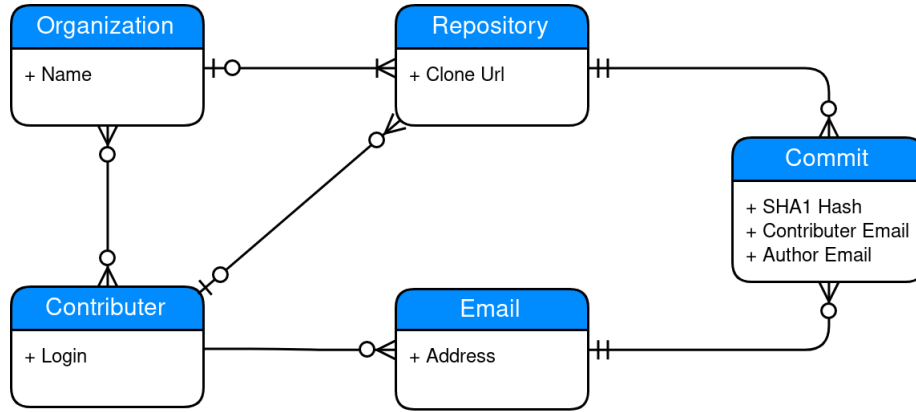 Organization
+ Name
Repository
+ Clone Url
Commit
+ SHA1 Hash
+ Contributer Email
+ Author Email
Contributer
+ Login
Email
+ Address